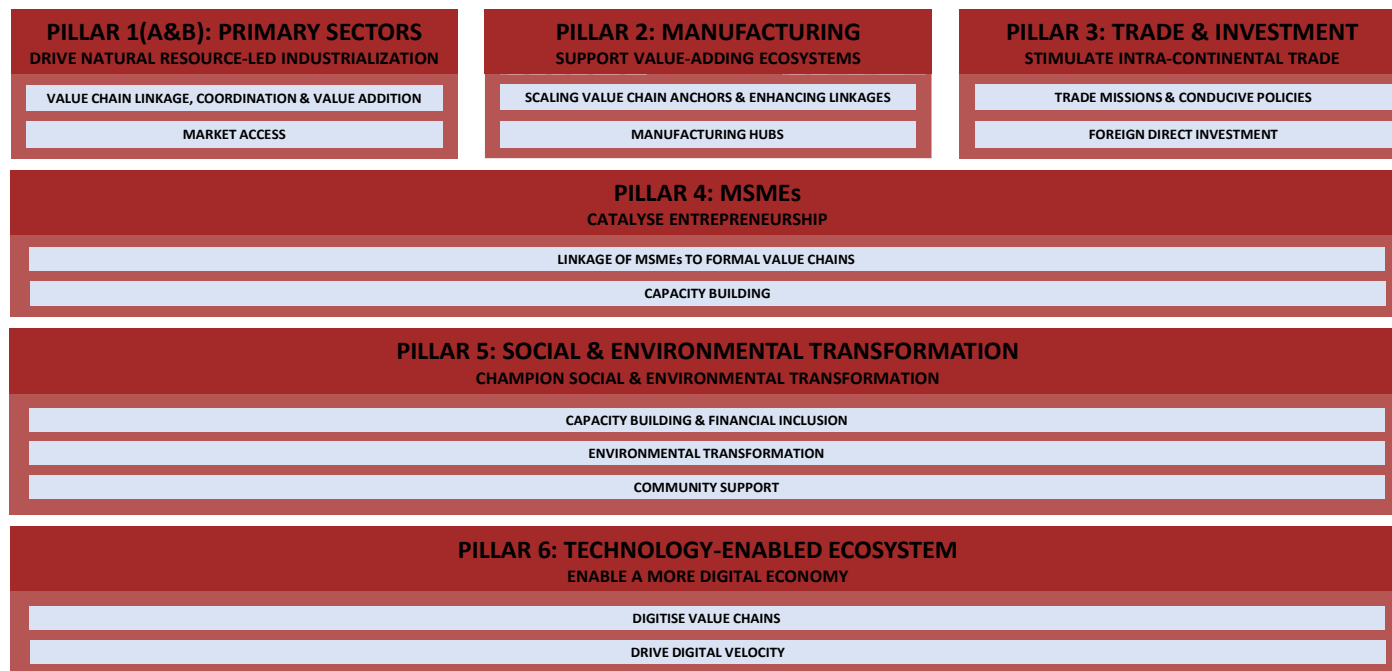 PILLAR 1(A&B): PRIMARY SECTORS
DRIVE NATURAL RESOURCE-LED INDUSTRIALIZATION
VALUE CHAIN LINKAGE, COORDINATION & VALUE ADDITION
MARKET ACCESS
PILLAR 2: MANUFACTURING
SUPPORT VALUE-ADDING ECOSYSTEMS
SCALING VALUE CHAIN ANCHORS & ENHANCING LINKAGES
MANUFACTURING HUBS
PILLAR 3: TRADE & INVESTMENT
STIMULATE INTRA-CONTINENTAL TRADE
TRADE MISSIONS & CONDUCIVE POLICIES
FOREIGN DIRECT INVESTMENT
PILLAR 4: MSMEs
CATALYSE ENTREPRENEURSHIP
LINKAGE OF MSMEs TO FORMAL VALUE CHAINS
CAPACITY BUILDING
PILLAR 5: SOCIAL & ENVIRONMENTAL TRANSFORMATION
CHAMPION SOCIAL & ENVIRONMENTAL TRANSFORMATION
CAPACITY BUILDING & FINANCIAL INCLUSION
ENVIRONMENTAL TRANSFORMATION
COMMUNITY SUPPORT
PILLAR 6: TECHNOLOGY-ENABLED ECOSYSTEM
ENABLE A MORE DIGITAL ECONOMY
DIGITISE VALUE CHAINS
DRIVE DIGITAL VELOCITY